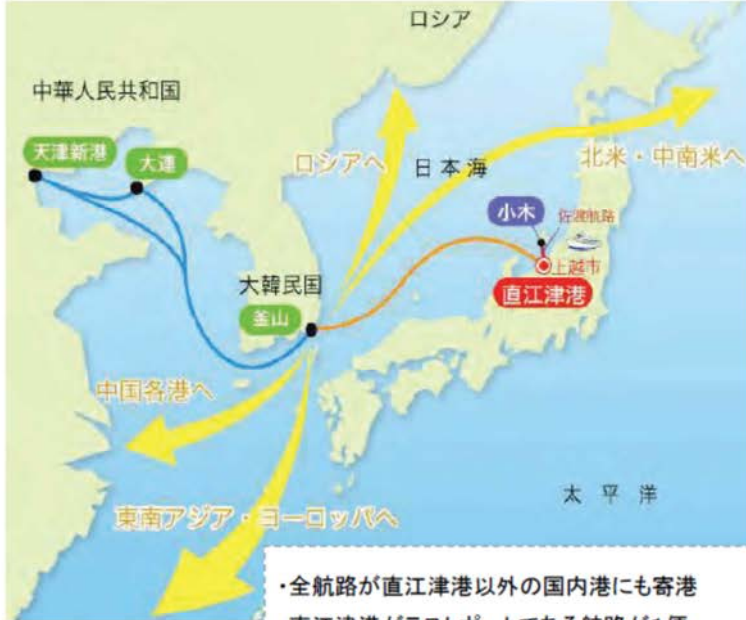 ロシア
中華人民共和国
天津新港
大連
ロシアへ
日本海
北米・中南米へ
小木
佐渡航路
上越市
直江津港
大韓民国
釜山
中国各港へ
太平洋
東南アジア・ヨーロッパへ
・全航路が直江津港以外の国内港にも寄港